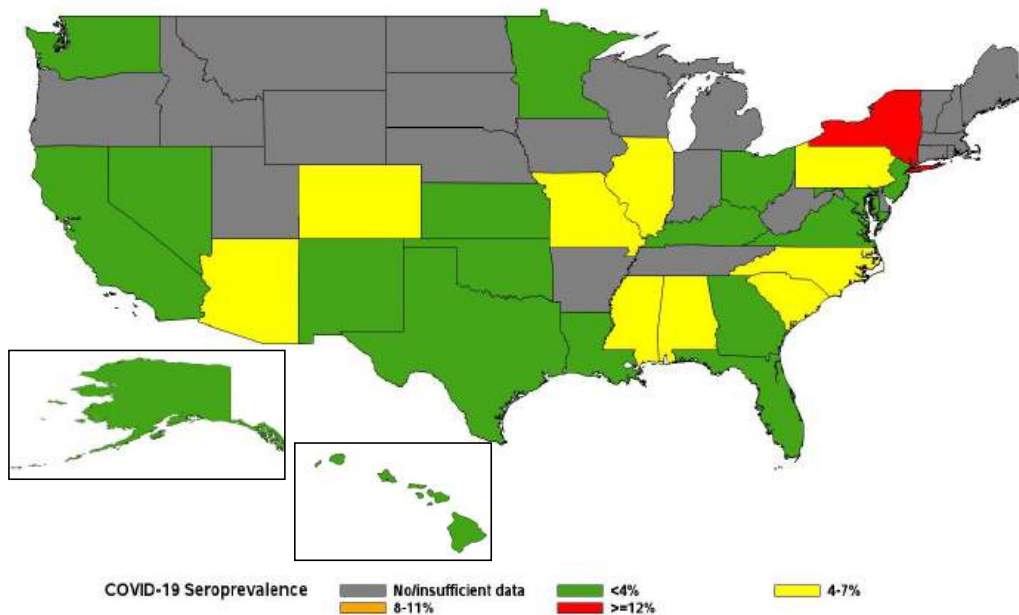 COVID-19 Seroprevalence No/insufficient data <4% 4-7%
8-11% >=12%